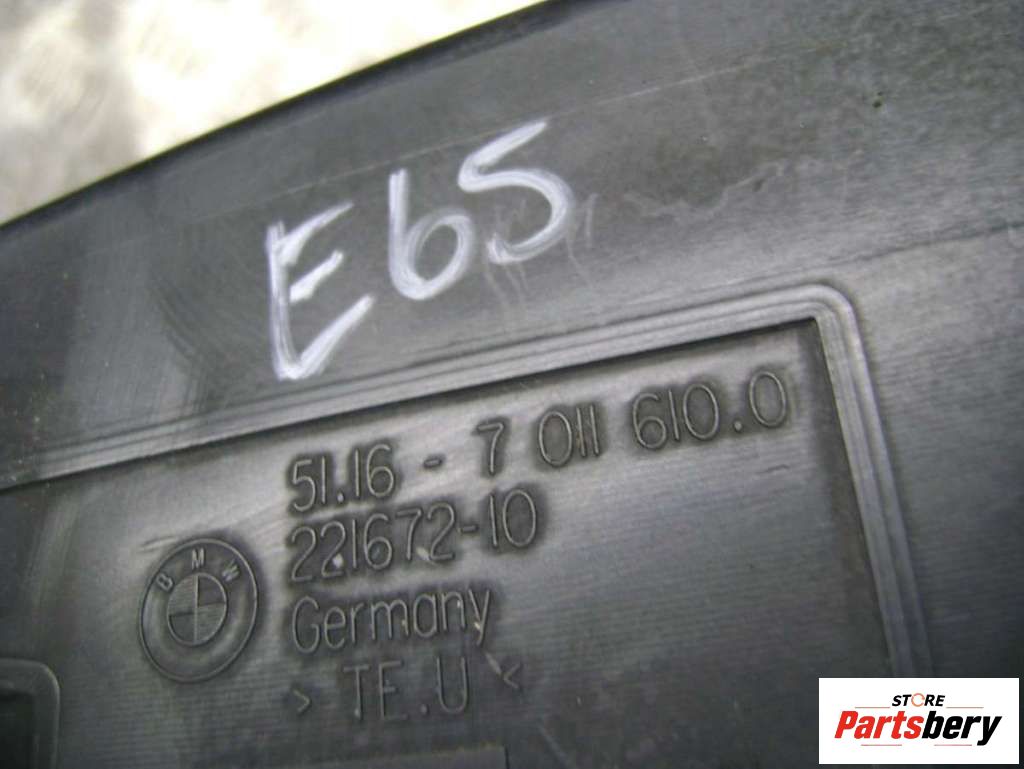 E65
51.16 - 7 011 610.0
221672-10
BMW
Germany
> TE.U <
STORE
Partsbery